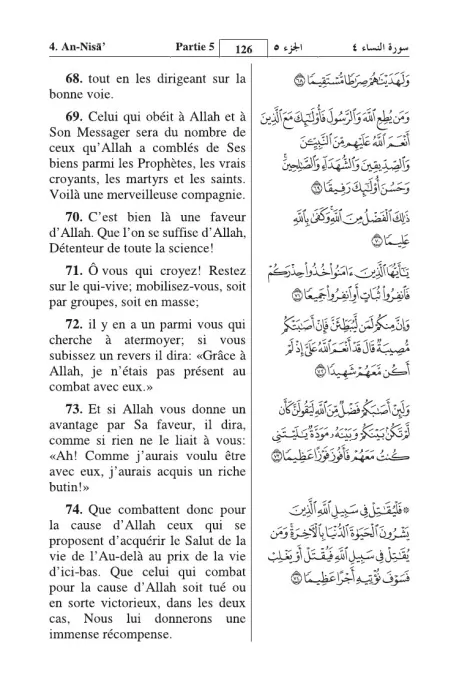 4. An-Nisā’ Partie 5 126 الجزء ٥ سورة النساء ٤
68. tout en les dirigeant sur la
bonne voie.
69. Celui qui obéit à Allah et à
Son Messager sera du nombre de
ceux qu’Allah a comblés de Ses
biens parmi les Prophètes, les vrais
croyants, les martyrs et les saints.
Voilà une merveilleuse compagnie.
70. C’est bien là une faveur
d’Allah. Que l’on se suffise d’Allah,
Détenteur de toute la science!
71. Ô vous qui croyez! Restez
sur le qui-vive; mobilisez-vous, soit
par groupes, soit en masse;
72. il y en a un parmi vous qui
cherche à atermoyer; si vous
subissez un revers il dira: «Grâce à
Allah, je n’étais pas présent au
combat avec eux.»
73. Et si Allah vous donne un
avantage par Sa faveur, il dira,
comme si rien ne le liait à vous:
«Ah! Comme j’aurais voulu être
avec eux, j’aurais acquis un riche
butin!»
74. Que combattent donc pour
la cause d’Allah ceux qui se
proposent d’acquérir le Salut de la
vie de l’Au-delà au prix de la vie
d’ici-bas. Que celui qui combat
pour la cause d’Allah soit tué ou
en sorte victorieux, dans les deux
cas, Nous lui donnerons une
immense récompense.
وَلَهَدَيْنَٰهُمْ صِرَٰطًا مُّسْتَقِيمًا ٦٨
وَمَن يُطِعِ ٱللَّهَ وَٱلرَّسُولَ فَأُو۟لَٰٓئِكَ مَعَ ٱلَّذِينَ
أَنْعَمَ ٱللَّهُ عَلَيْهِم مِّنَ ٱلنَّبِيِّـۧنَ
وَٱلصِّدِّيقِينَ وَٱلشُّهَدَآءِ وَٱلصَّٰلِحِينَ ۚ
وَحَسُنَ أُو۟لَٰٓئِكَ رَفِيقًا ٦٩
ذَٰلِكَ ٱلْفَضْلُ مِنَ ٱللَّهِ ۚ وَكَفَىٰ بِٱللَّهِ
عَلِيمًا ٧٠
يَٰٓأَيُّهَا ٱلَّذِينَ ءَامَنُوا۟ خُذُوا۟ حِذْرَكُمْ
فَٱنفِرُوا۟ ثُبَاتٍ أَوِ ٱنفِرُوا۟ جَمِيعًا ٧١
وَإِنَّ مِنكُمْ لَمَن لَّيُبَطِّئَنَّ فَإِنْ أَصَٰبَتْكُم
مُّصِيبَةٌ قَالَ قَدْ أَنْعَمَ ٱللَّهُ عَلَىَّ إِذْ لَمْ
أَكُن مَّعَهُمْ شَهِيدًا ٧٢
وَلَئِنْ أَصَٰبَكُمْ فَضْلٌ مِّنَ ٱللَّهِ لَيَقُولَنَّ كَأَن
لَّمْ تَكُنۢ بَيْنَكُمْ وَبَيْنَهُۥ مَوَدَّةٌ يَٰلَيْتَنِى
كُنتُ مَعَهُمْ فَأَفُوزَ فَوْزًا عَظِيمًا ٧٣
۞ فَلْيُقَٰتِلْ فِى سَبِيلِ ٱللَّهِ ٱلَّذِينَ
يَشْرُونَ ٱلْحَيَوٰةَ ٱلدُّنْيَا بِٱلْءَاخِرَةِ ۚ وَمَن
يُقَٰتِلْ فِى سَبِيلِ ٱللَّهِ فَيُقْتَلْ أَوْ يَغْلِبْ
فَسَوْفَ نُؤْتِيهِ أَجْرًا عَظِيمًا ٧٤